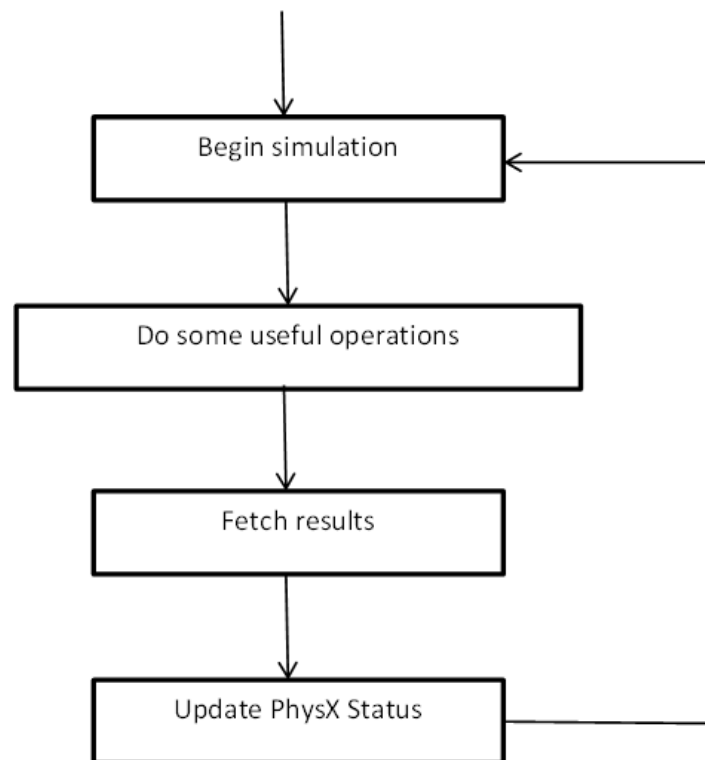 Begin simulation
Do some useful operations
Fetch results
Update PhysX Status